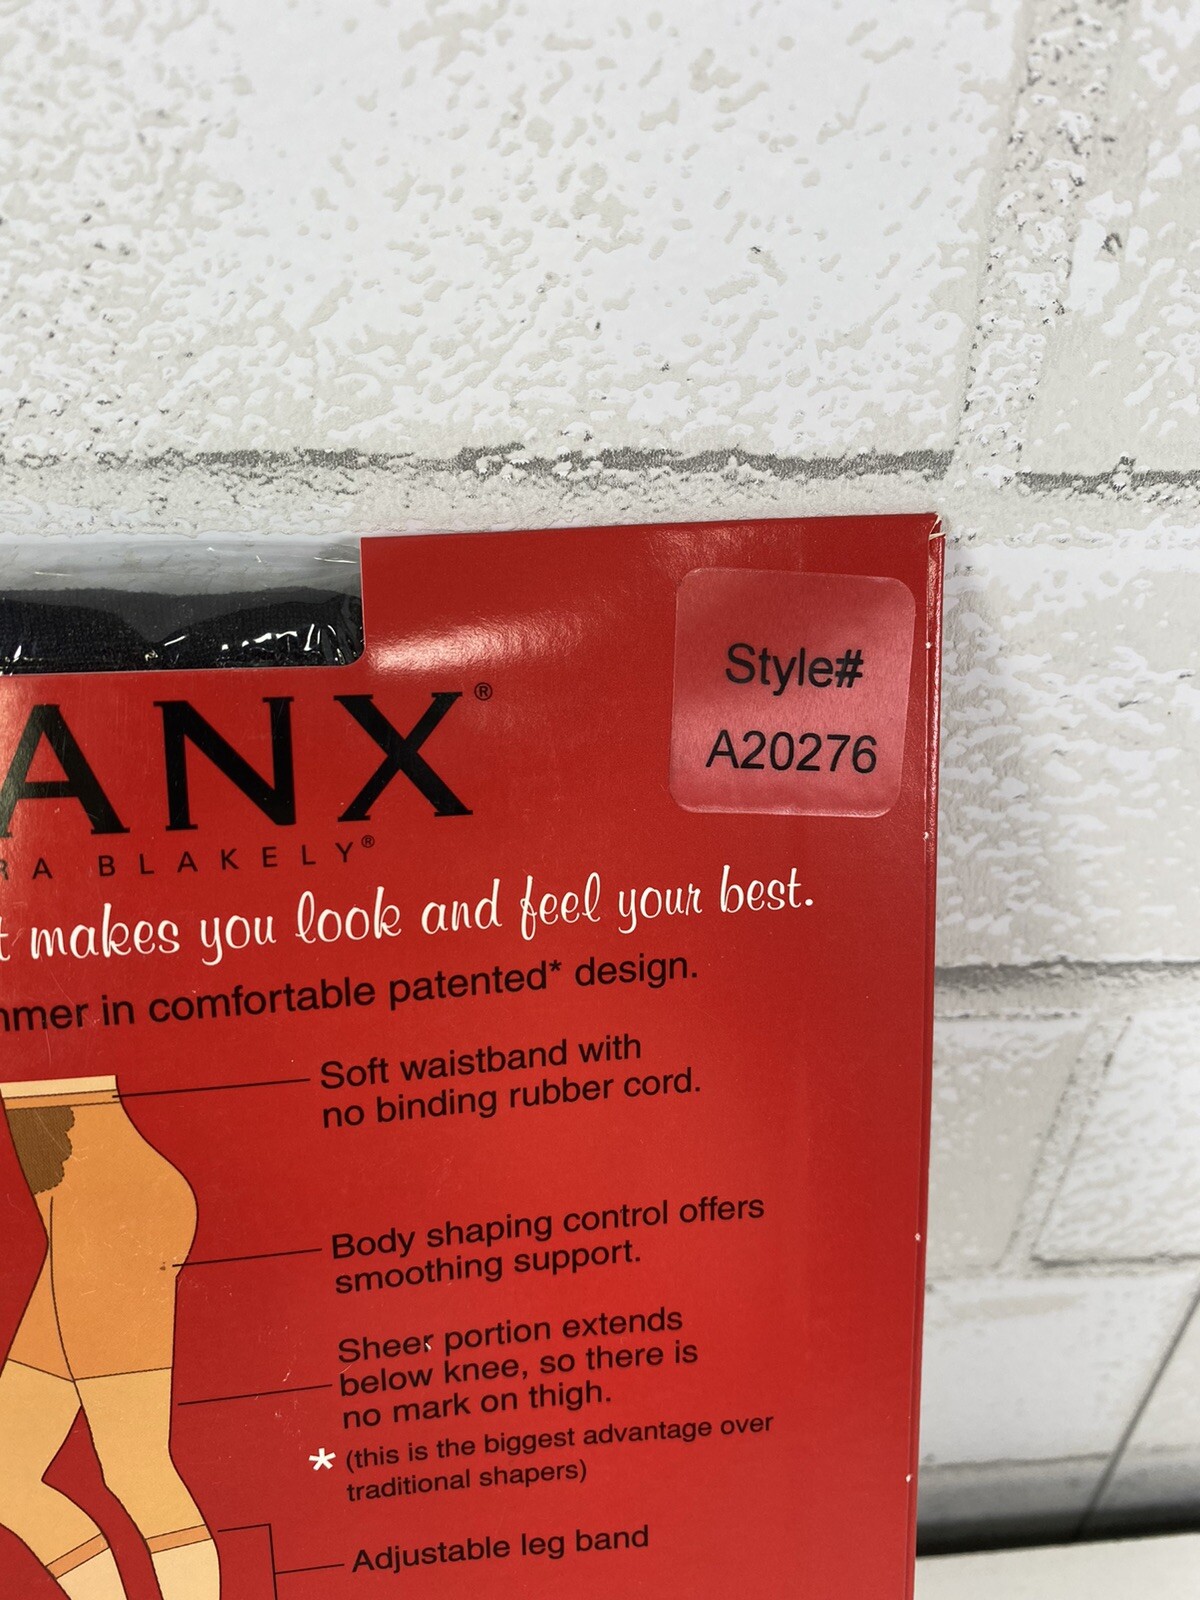 Style#
A20276
ANX®
RA BLAKELY®
makes you look and feel your best.
mmer in comfortable patented* design.
Soft waistband with
no binding rubber cord.
Body shaping control offers
smoothing support.
Sheer portion extends
below knee, so there is
no mark on thigh.
* (this is the biggest advantage over
traditional shapers)
Adjustable leg band